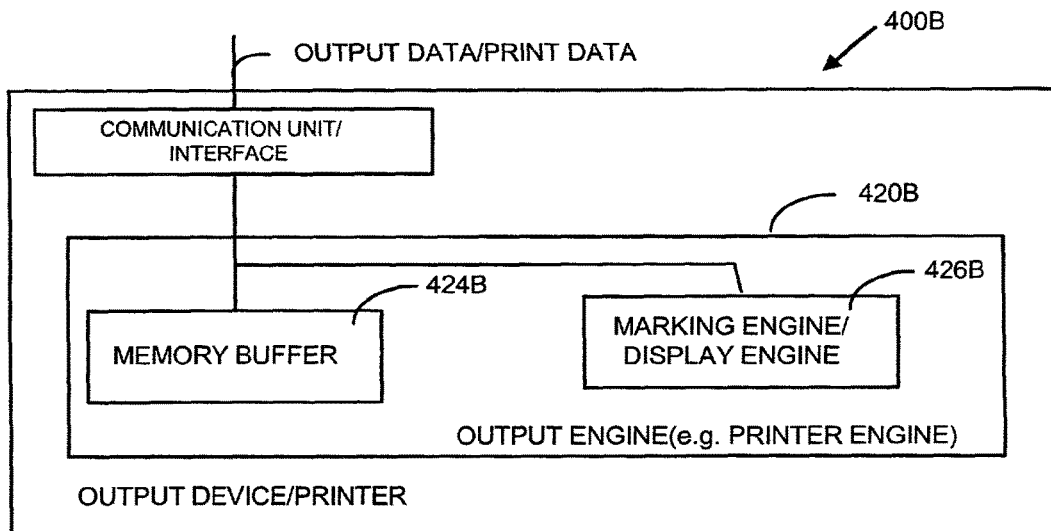 400B
OUTPUT DATA/PRINT DATA
COMMUNICATION UNIT/
INTERFACE
420B
424B
426B
MEMORY BUFFER
MARKING ENGINE/
DISPLAY ENGINE
OUTPUT ENGINE(e.g. PRINTER ENGINE)
OUTPUT DEVICE/PRINTER